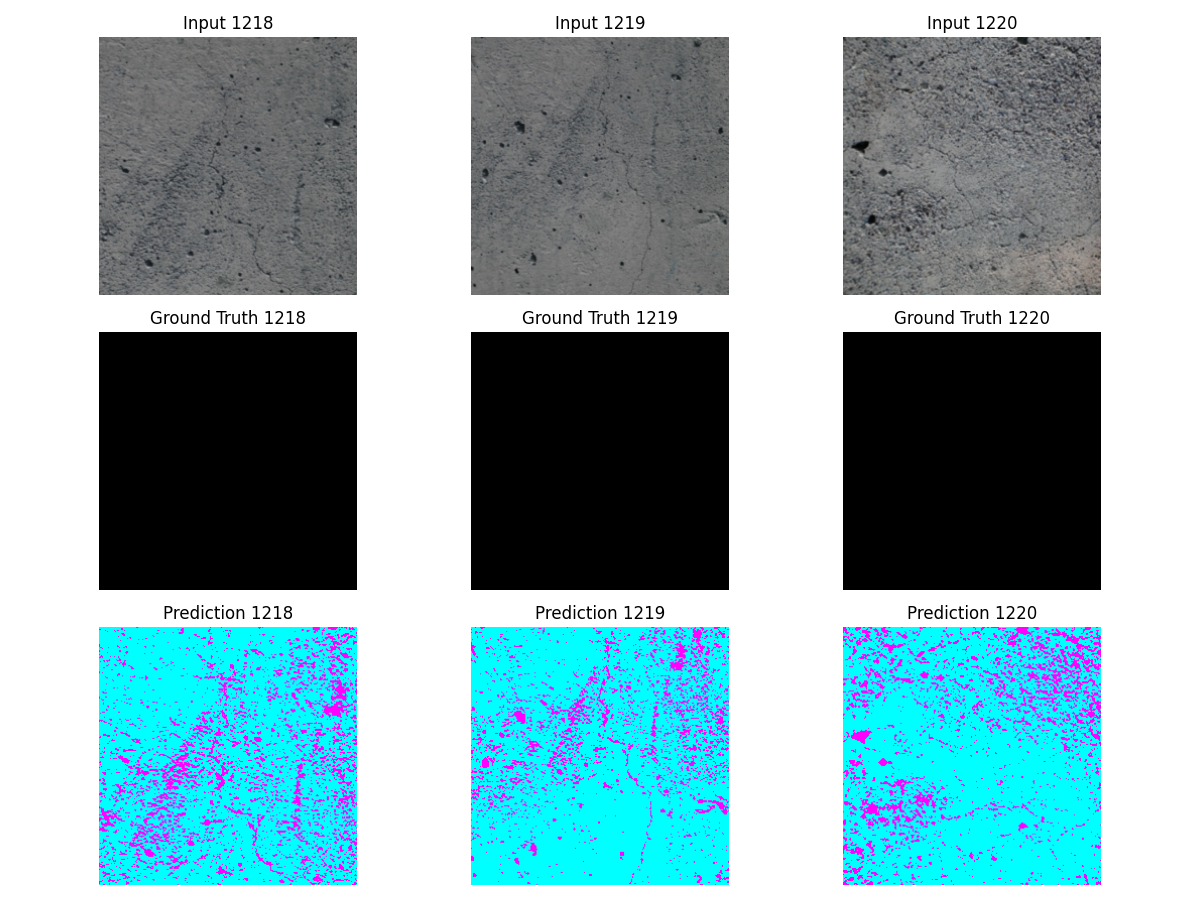 Input 1218
Input 1219
Input 1220
Ground Truth 1218
Ground Truth 1219
Ground Truth 1220
Prediction 1218
Prediction 1219
Prediction 1220